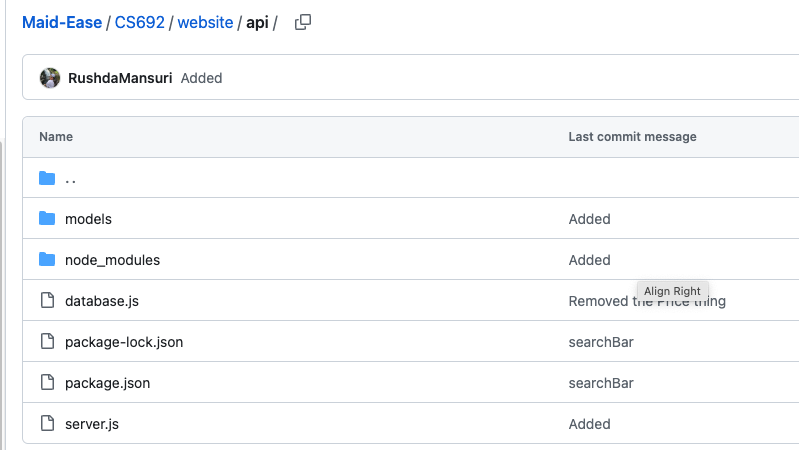 Maid-Ease / CS692 / website / api /
RushdaMansuri Added
Name Last commit message
..
models Added
node_modules Added
Align Right
database.js Removed the Price thing
package-lock.json searchBar
package.json searchBar
server.js Added